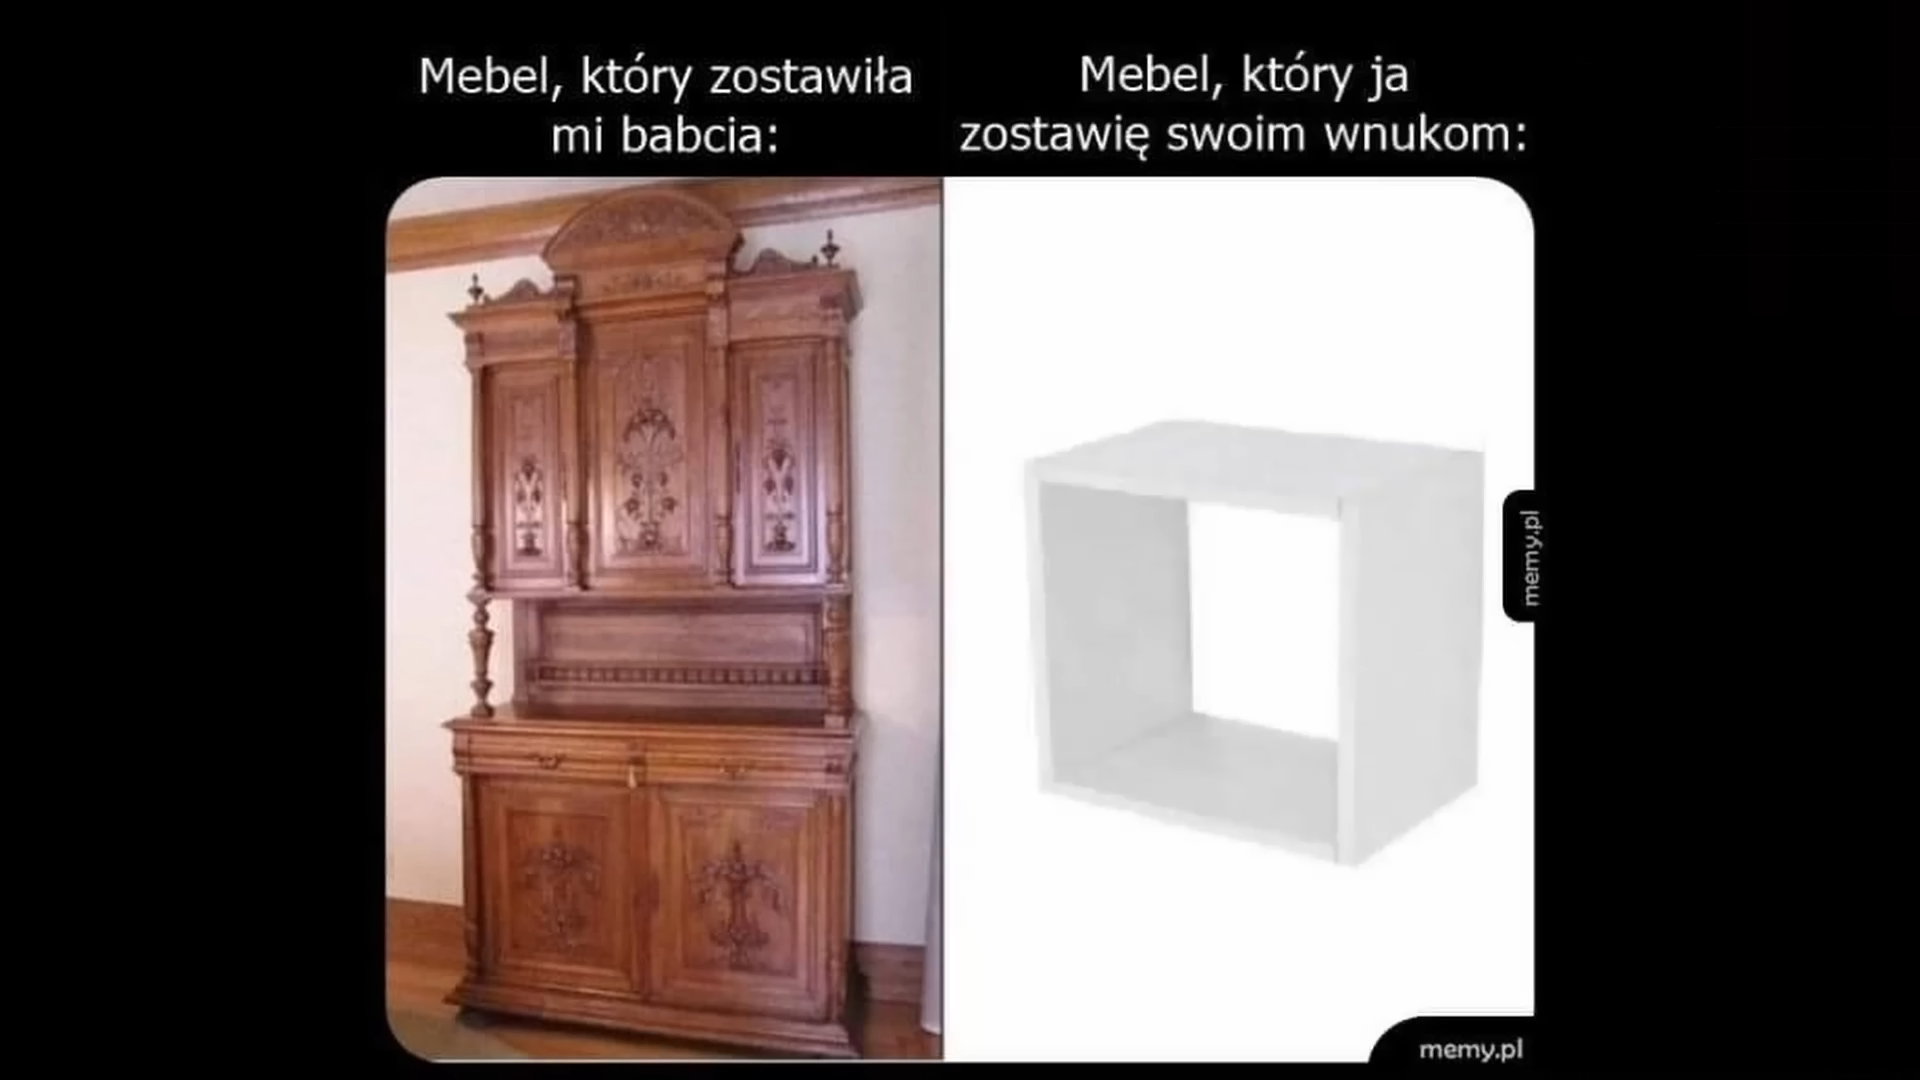 Mebel, który zostawiła
mi babcia:
Mebel, który ja
zostawię swoim wnukom:
memy.pl
memy.pl